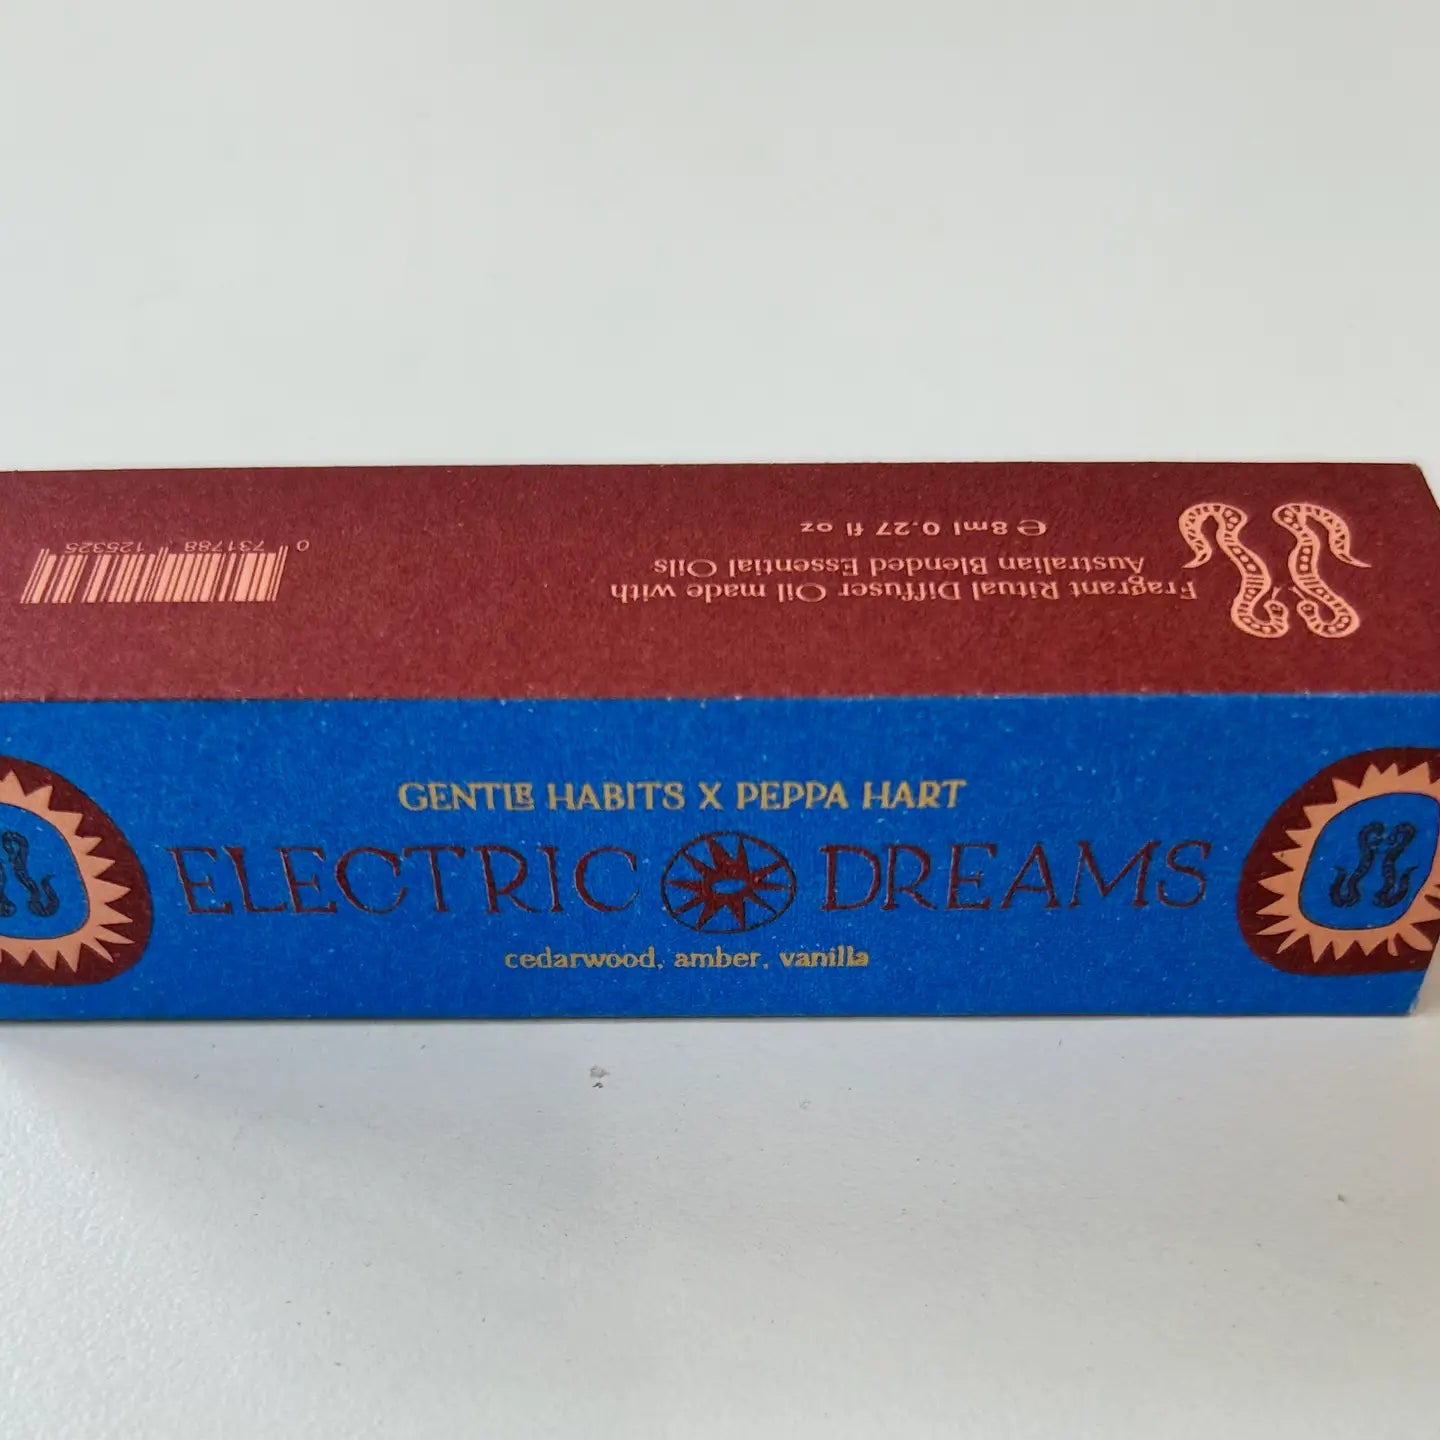 Fragrant Ritual Diffuser Oil made with
Australian Blended Essential Oils
℮ 8ml 0.27 fl oz
0 731788 125325
GENTLE HABITS X PEPPA HART
ELECTRIC DREAMS
cedarwood, amber, vanilla